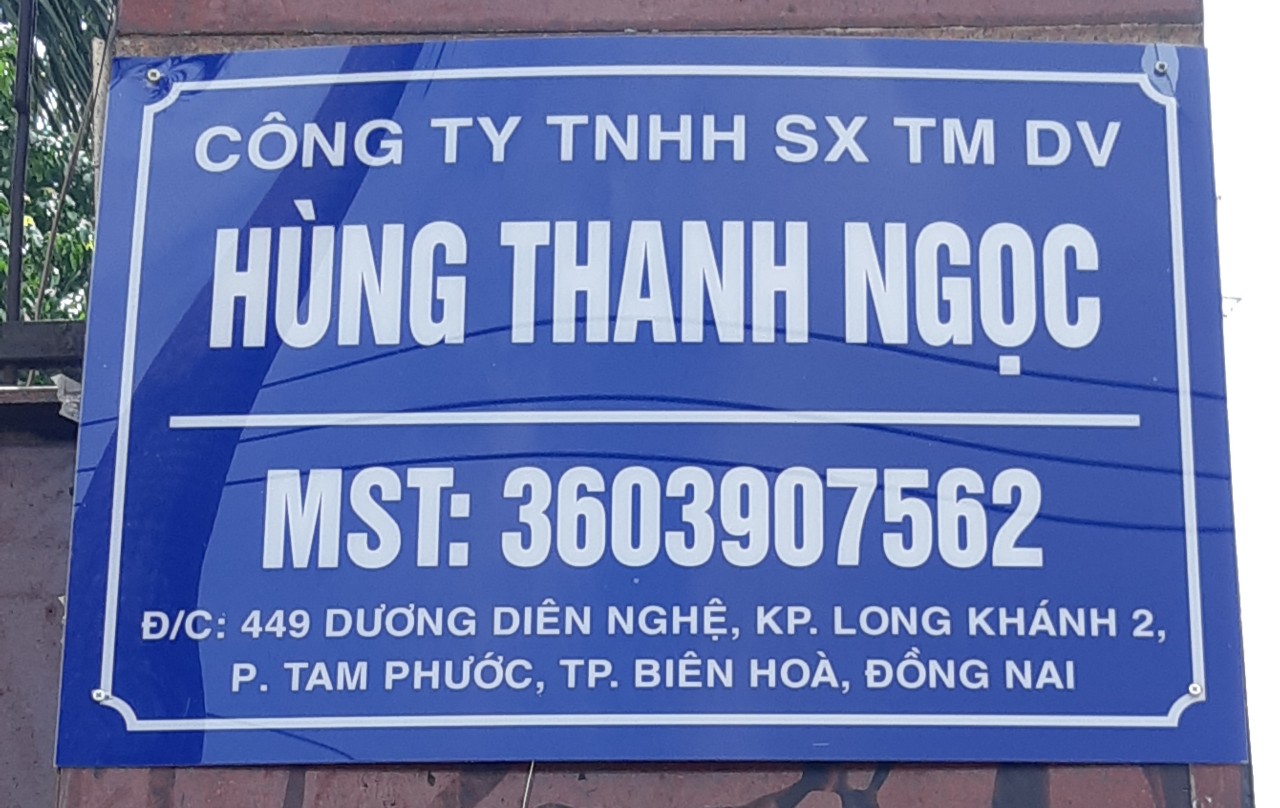 CÔNG TY TNHH SX TM DV
HÙNG THANH NGỌC
MST: 3603907562
Đ/C: 449 DƯƠNG DIÊN NGHỆ, KP. LONG KHÁNH 2,
P. TAM PHƯỚC, TP. BIÊN HOÀ, ĐỒNG NAI